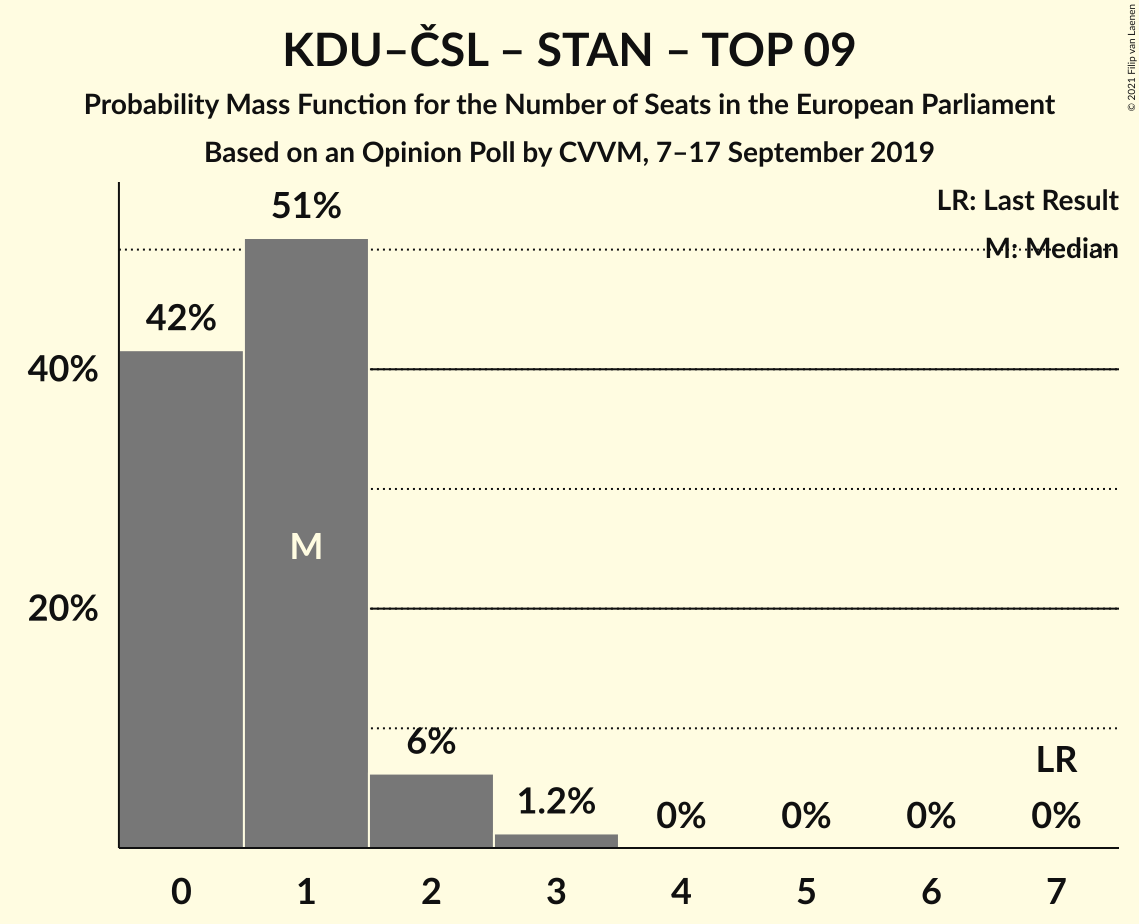 KDU–ČSL – STAN – TOP 09
Probability Mass Function for the Number of Seats in the European Parliament
Based on an Opinion Poll by CVVM, 7–17 September 2019
© 2021 Filip van Laenen
LR: Last Result
M: Median
51%
42%
40%
M
20%
6%
1.2%
LR
0%
0%
0%
0%
0 1 2 3 4 5 6 7